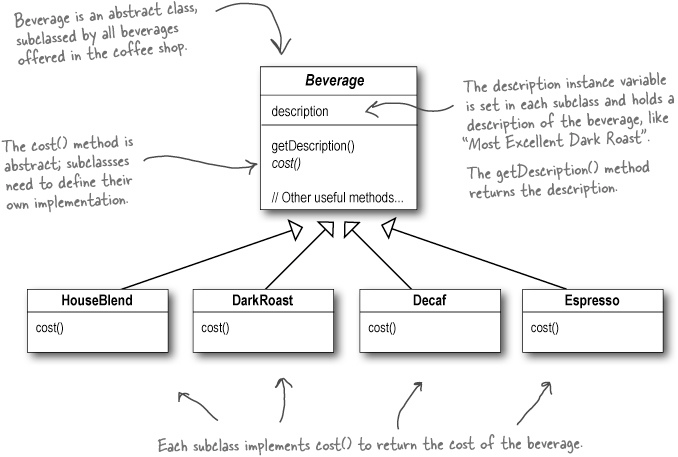 Beverage is an abstract class,
subclassed by all beverages
offered in the coffee shop.
Beverage
description
getDescription()
cost()
// Other useful methods...
The description instance variable
is set in each subclass and holds a
description of the beverage, like
“Most Excellent Dark Roast”.
The getDescription() method
returns the description.
The cost() method is
abstract; subclassses
need to define their
own implementation.
HouseBlend
cost()
DarkRoast
cost()
Decaf
cost()
Espresso
cost()
Each subclass implements cost() to return the cost of the beverage.